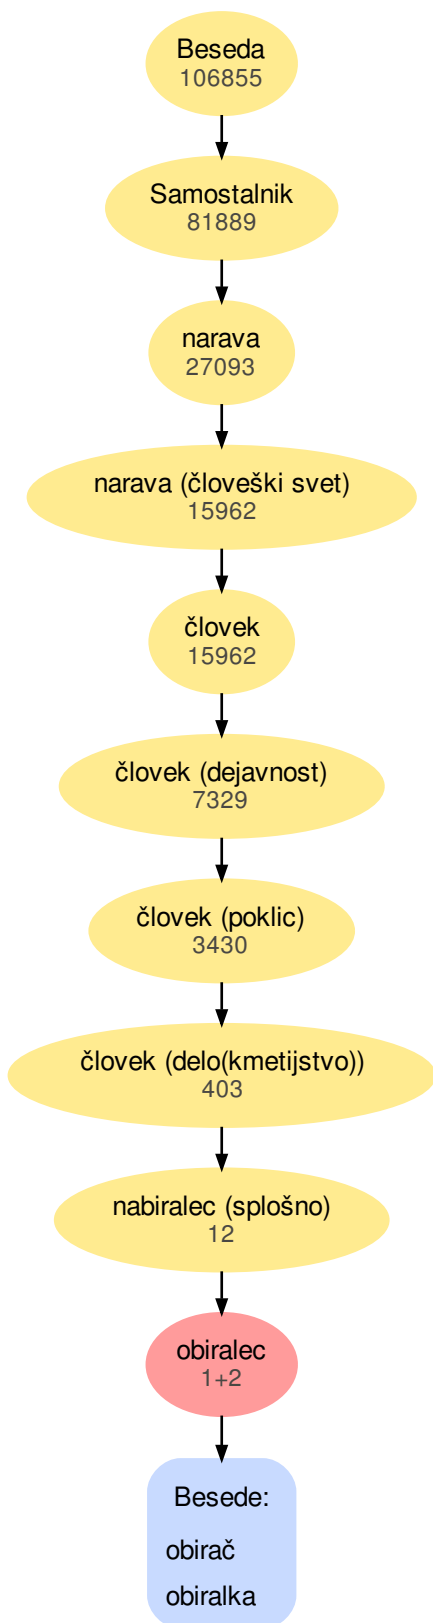 Beseda
106855
Samostalnik
81889
narava
27093
narava (človeški svet)
15962
človek
15962
človek (dejavnost)
7329
človek (poklic)
3430
človek (delo(kmetijstvo))
403
nabiralec (splošno)
12
obiralec
1+2
Besede:
obirač
obiralka